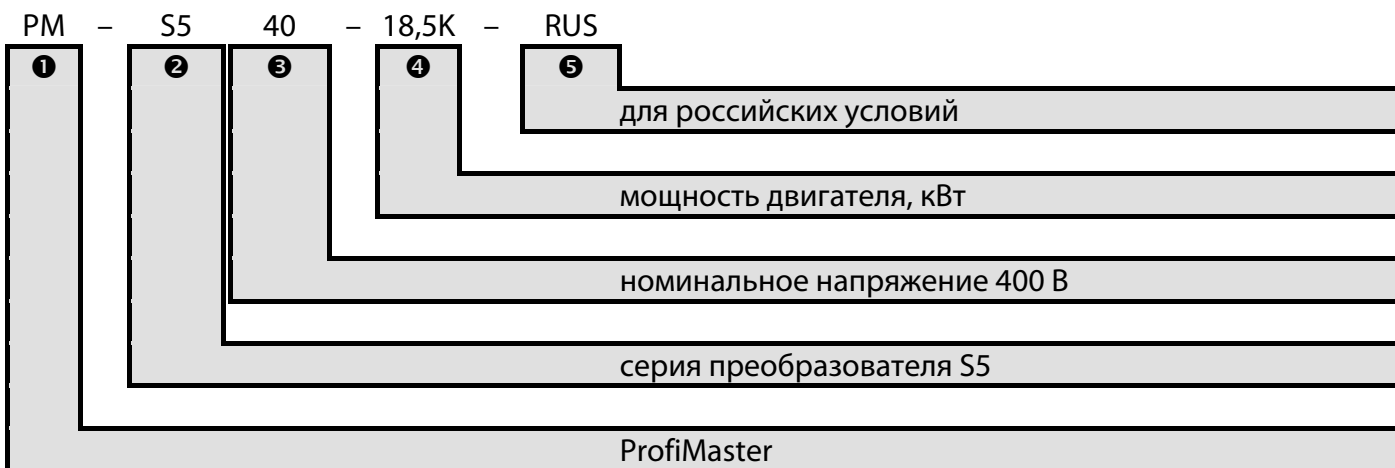 PM – S5 40 – 18,5K – RUS
❶ ❷ ❸ ❹ ❺
для российских условий
мощность двигателя, кВт
номинальное напряжение 400 В
серия преобразователя S5
ProfiMaster